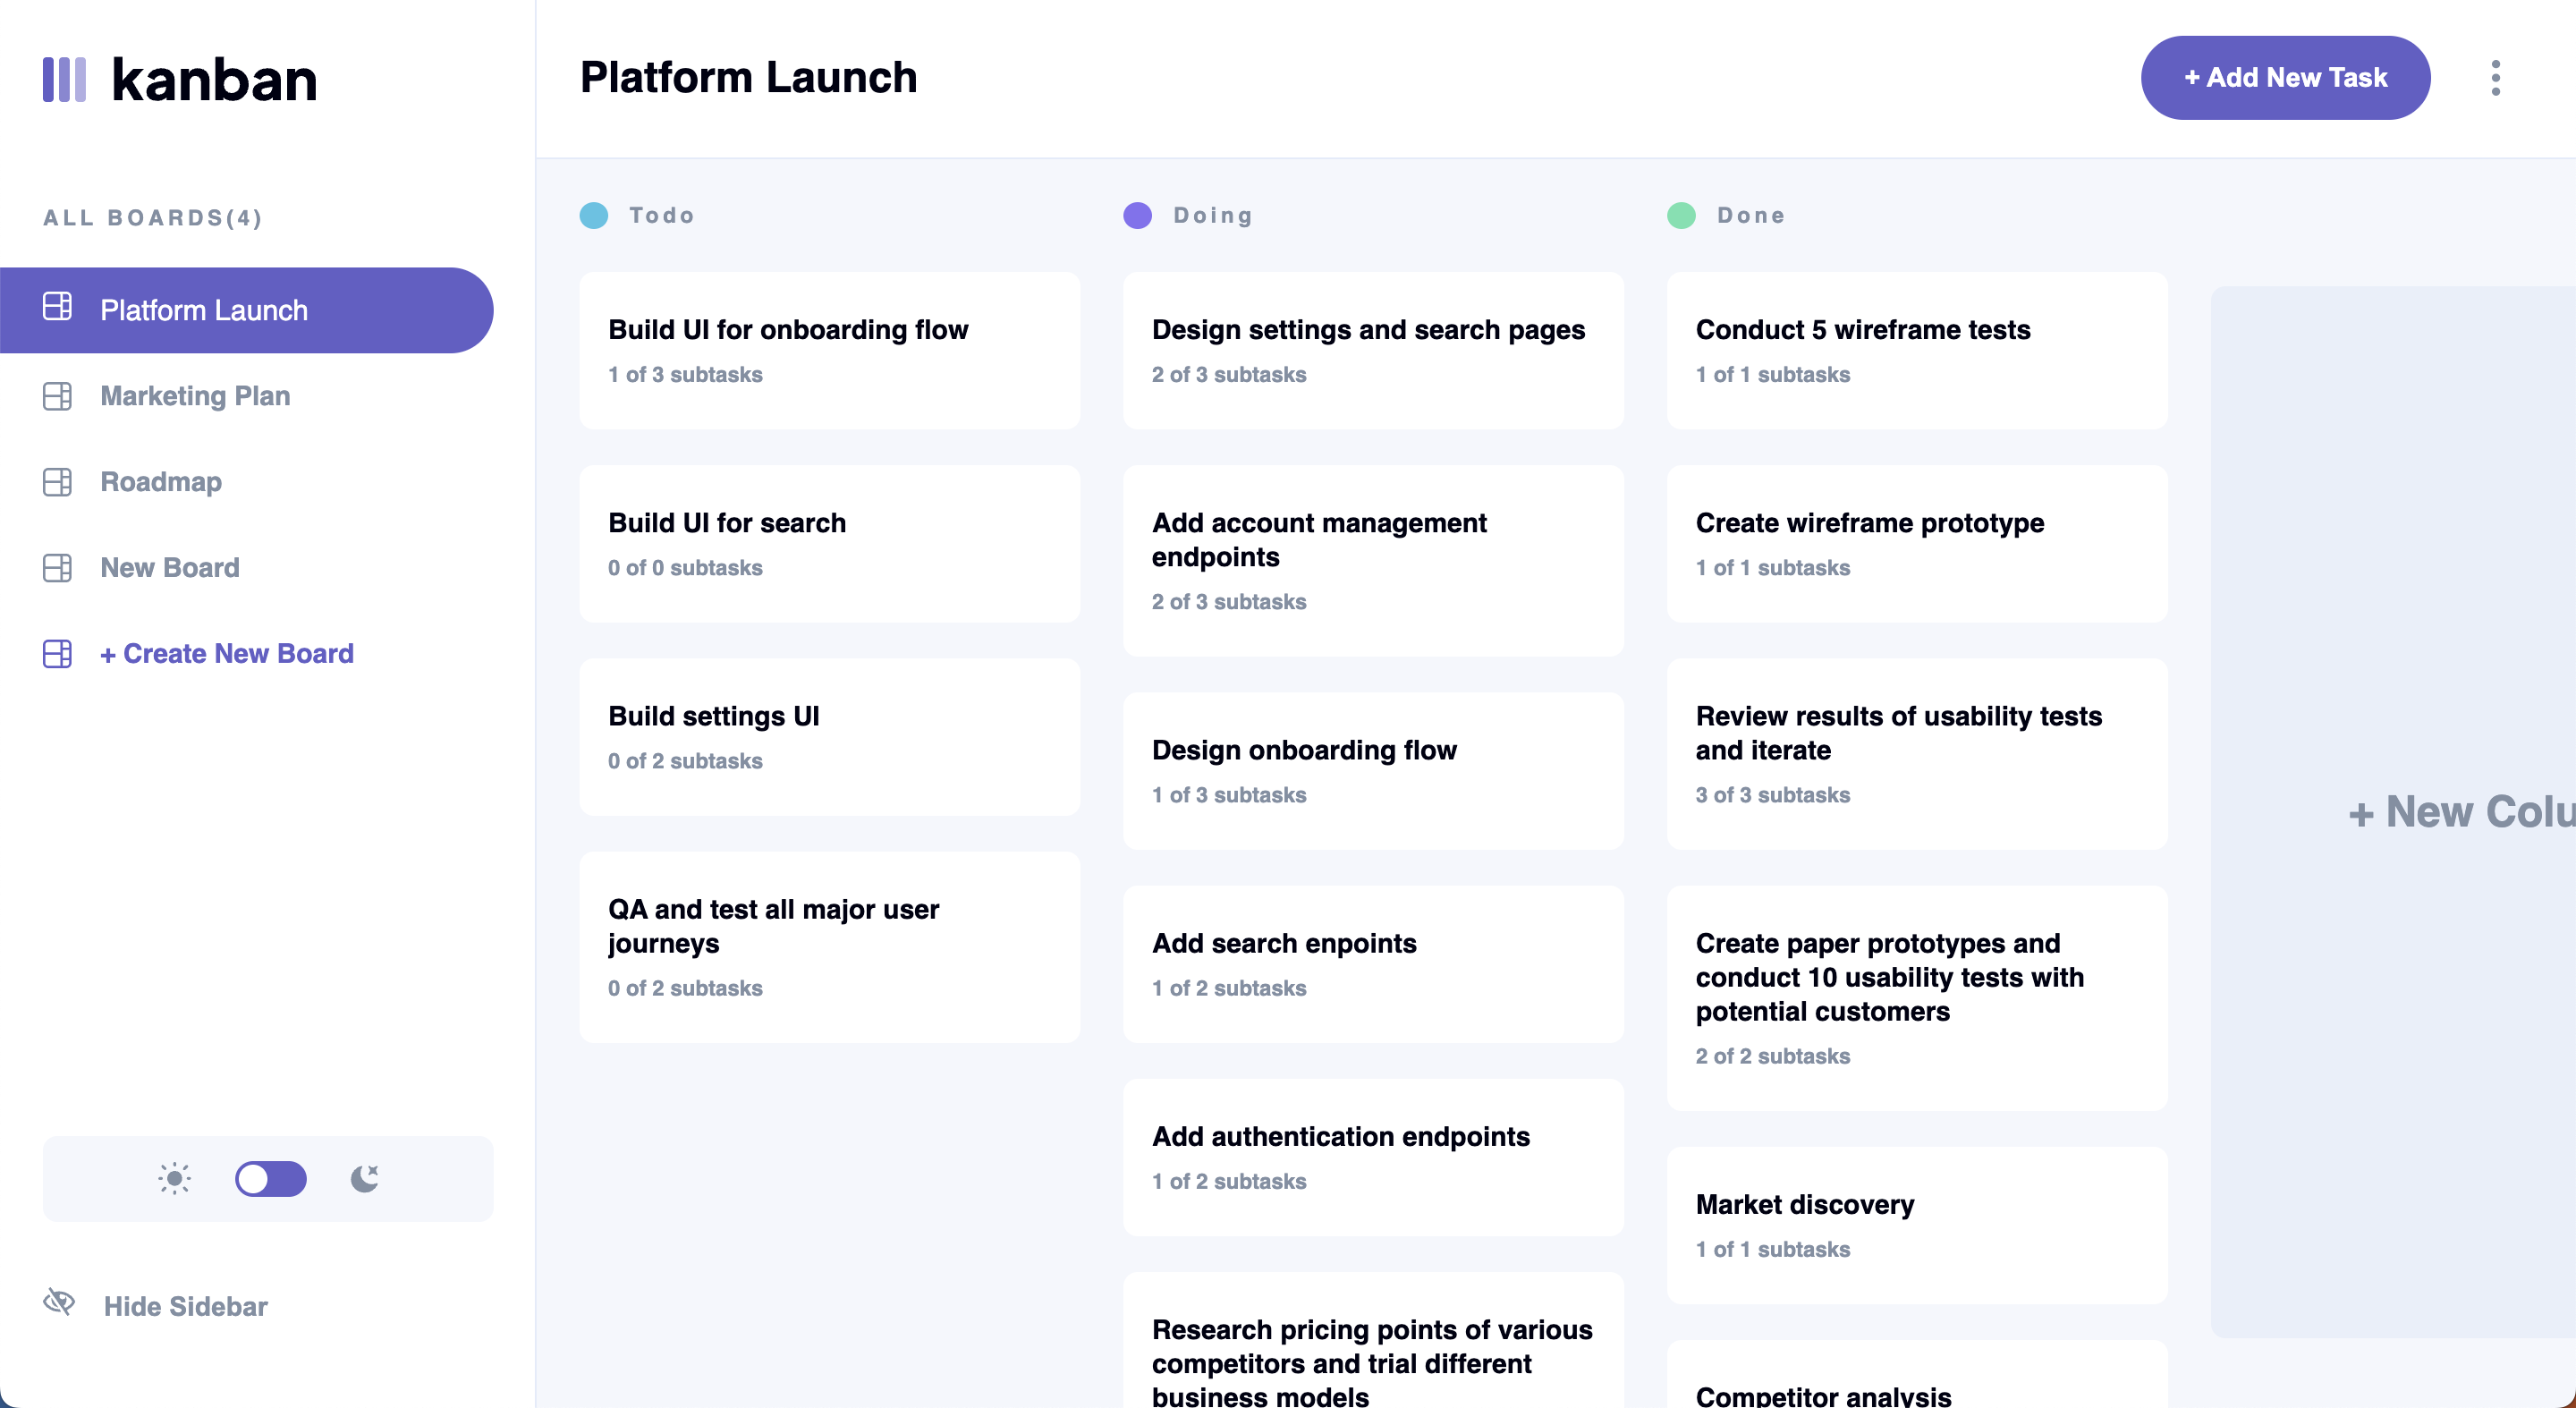 kanban
ALL BOARDS(4)
Platform Launch
Marketing Plan
Roadmap
New Board
+ Create New Board
Hide Sidebar
Platform Launch
+ Add New Task
Todo
Build UI for onboarding flow
1 of 3 subtasks
Build UI for search
0 of 0 subtasks
Build settings UI
0 of 2 subtasks
QA and test all major user
journeys
0 of 2 subtasks
Doing
Design settings and search pages
2 of 3 subtasks
Add account management
endpoints
2 of 3 subtasks
Design onboarding flow
1 of 3 subtasks
Add search enpoints
1 of 2 subtasks
Add authentication endpoints
1 of 2 subtasks
Research pricing points of various
competitors and trial different
business models
Done
Conduct 5 wireframe tests
1 of 1 subtasks
Create wireframe prototype
1 of 1 subtasks
Review results of usability tests
and iterate
3 of 3 subtasks
Create paper prototypes and
conduct 10 usability tests with
potential customers
2 of 2 subtasks
Market discovery
1 of 1 subtasks
Competitor analysis
+ New Colu